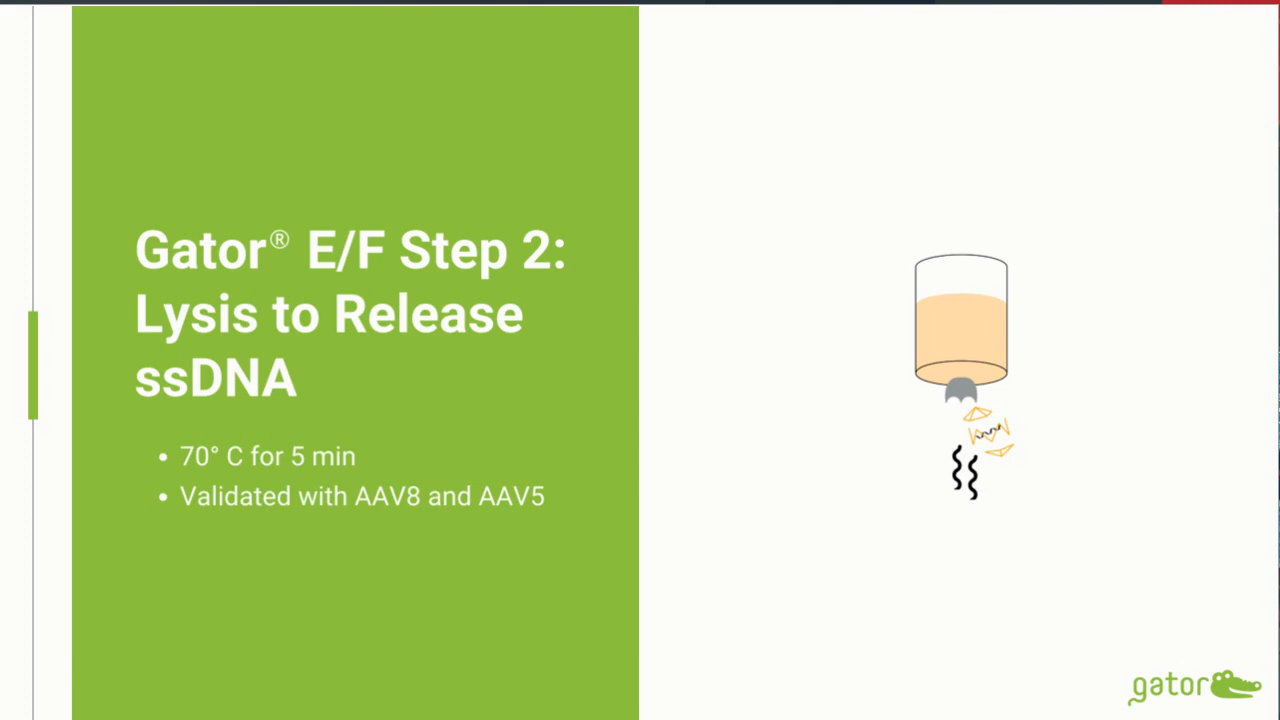 Gator® E/F Step 2:
Lysis to Release
ssDNA
• 70° C for 5 min
• Validated with AAV8 and AAV5
gator